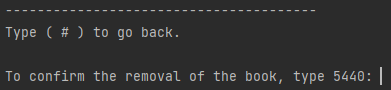 --------------------------------------
Type ( # ) to go back.
To confirm the removal of the book, type 5440: